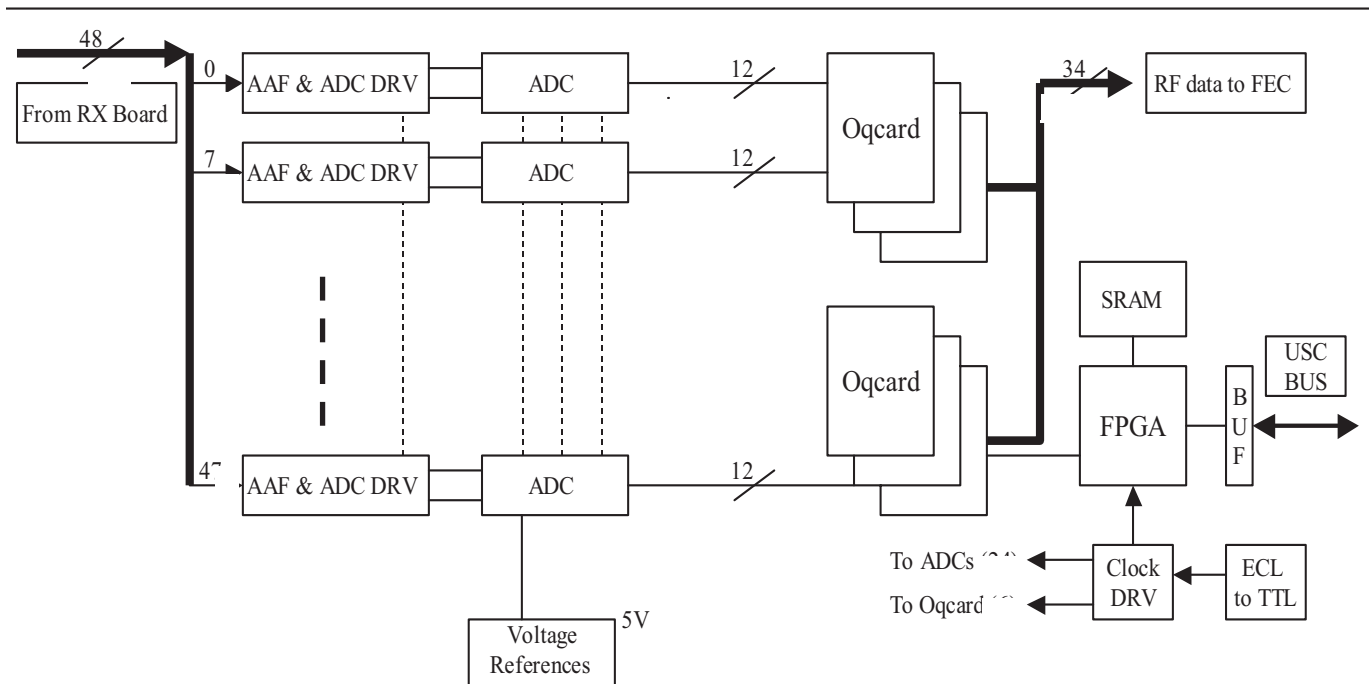 48
From RX Board
0
AAF & ADC DRV
ADC
12
Oqcard
34
RF data to FEC
7
AAF & ADC DRV
ADC
12
SRAM
USC
BUS
Oqcard
FPGA
B
U
F
47
AAF & ADC DRV
ADC
12
To ADCs
Clock
DRV
ECL
to TTL
To Oqcard
5V
Voltage
References